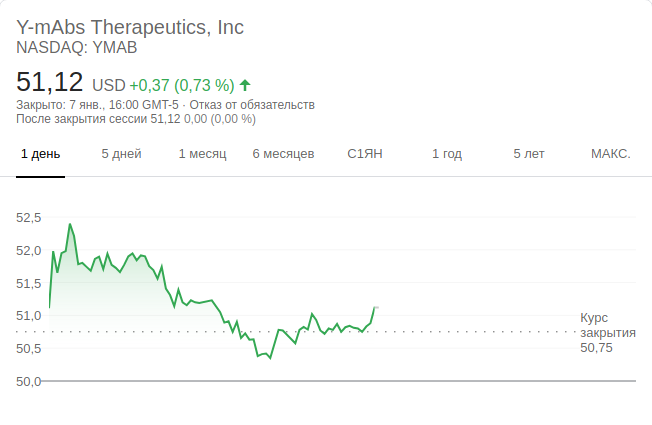 Y-mAbs Therapeutics, Inc
NASDAQ: YMAB
51,12 USD +0,37 (0,73 %)
Закрыто: 7 янв., 16:00 GMT-5 · Отказ от обязательств
После закрытия сессии 51,12 0,00 (0,00 %)
1 день 5 дней 1 месяц 6 месяцев С1ЯН 1 год 5 лет МАКС.
52,5
52,0
51,5
51,0
50,5
50,0
Курс
закрытия
50,75